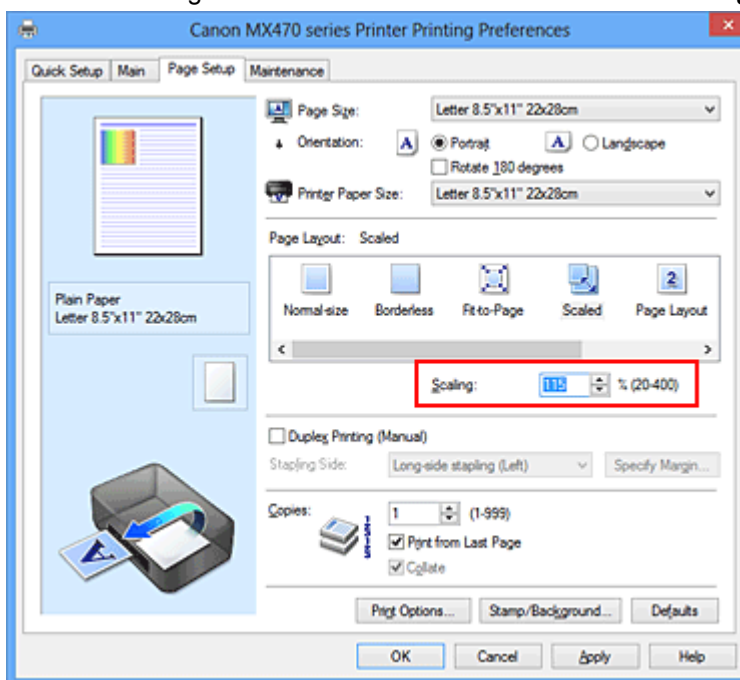 Canon MX470 series Printer Printing Preferences
Quick Setup Main Page Setup Maintenance
Page Size: Letter 8.5"x11" 22x28cm
Orientation: A Portrait A Landscape
Rotate 180 degrees
Printer Paper Size: Letter 8.5"x11" 22x28cm
Page Layout: Scaled
2
Normal-size Borderless Fit-to-Page Scaled Page Layout
Plain Paper
Letter 8.5"x11" 22x28cm
Scaling: 115 % (20-400)
Duplex Printing (Manual)
Stapling Side: Long-side stapling (Left) Specify Margin...
Copies: 1 (1-999)
Print from Last Page
Collate
A
Print Options... Stamp/Background... Defaults
OK Cancel Apply Help